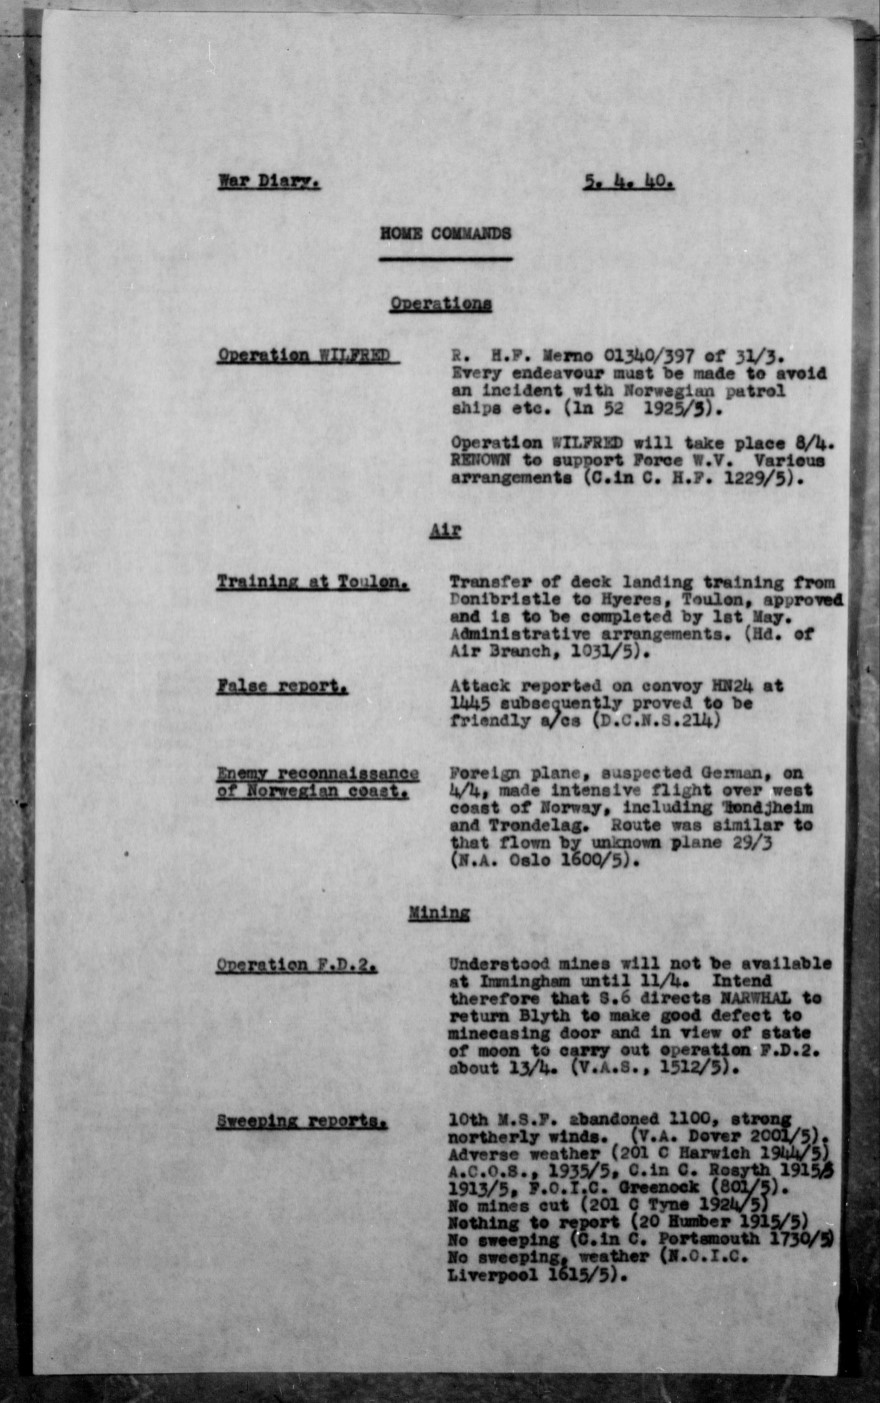 War Diary. 5. 4. 40.
HOME COMMANDS
Operations
Operation WILFRED
R. H.F. Memo 01340/397 of 31/3.
Every endeavour must be made to avoid
an incident with Norwegian patrol
ships etc. (ln 52 1925/5).
Operation WILFRED will take place 8/4.
RENOWN to support Force W.V. Various
arrangements (C.in C. H.F. 1229/5).
Air
Training at Toulon.
Transfer of deck landing training from
Donibristle to Hyeres, Toulon, approved
and is to be completed by 1st May.
Administrative arrangements. (Hd. of
Air Branch, 1031/5).
False report.
Attack reported on convoy HN24 at
1445 subsequently proved to be
friendly a/cs (D.C.N.S.214)
Enemy reconnaissance
of Norwegian coast.
Foreign plane, suspected German, on
4/4, made intensive flight over west
coast of Norway, including
and Trondelag. Route was similar to
that flown by unknown plane 29/3
(N.A. Oslo 1600/5).
Mining
Operation F.D.2.
Understood mines will not be available
at Immingham until 11/4. Intend
therefore that S.6 directs NARWHAL to
return Blyth to make good defect to
minecasing door and in view of state
of moon to carry out operation F.D.2.
about 13/4. (V.A.S., 1512/5).
Sweeping reports.
10th M.S.F. abandoned 1100, strong
northerly winds. (V.A. Dover 2001/5).
Adverse weather (201 C Harwich 1944/5)
A.C.O.S., 1935/5, C.in C. Rosyth 1915/5
1913/5, F.O.I.C. Greenock (801/5).
No mines cut (201 C Tyne 1924/5)
Nothing to report (20 Humber 1915/5)
No sweeping (C.in C. Portsmouth 1730/5)
No sweeping, weather (N.O.I.C.
Liverpool 1615/5).